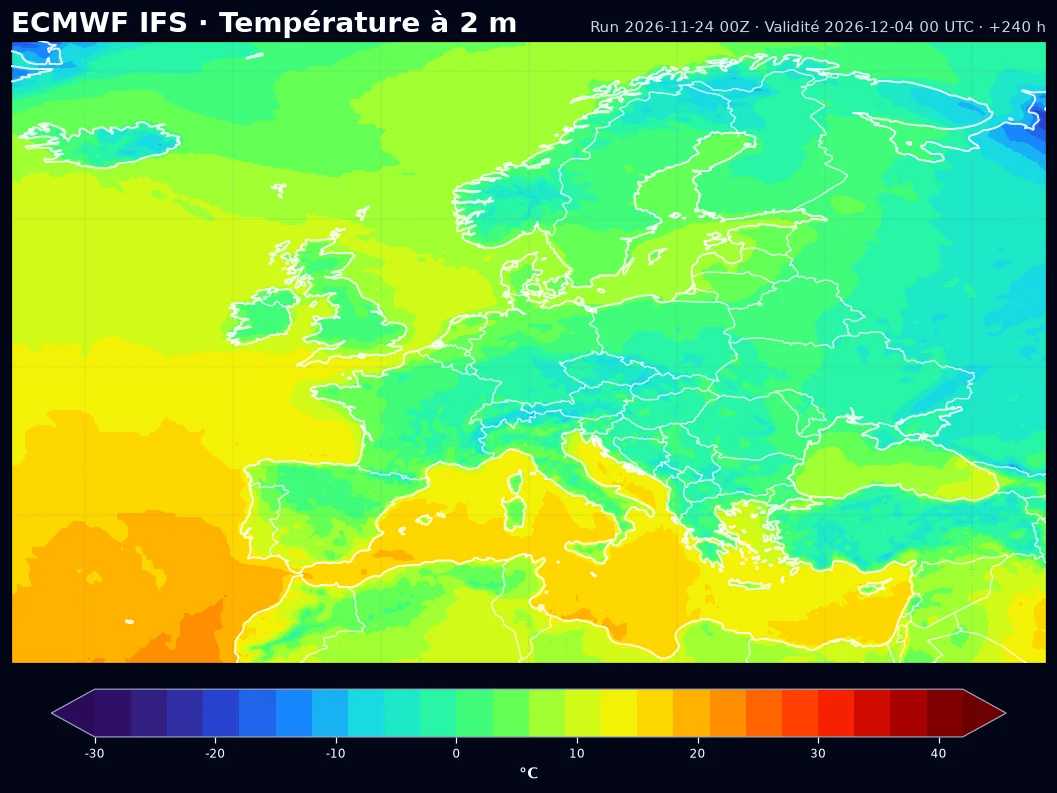 ECMWF IFS · Température à 2 m
Run 2026-11-24 00Z · Validité 2026-12-04 00 UTC · +240 h
-30 -20 -10 0 10 20 30 40
°C